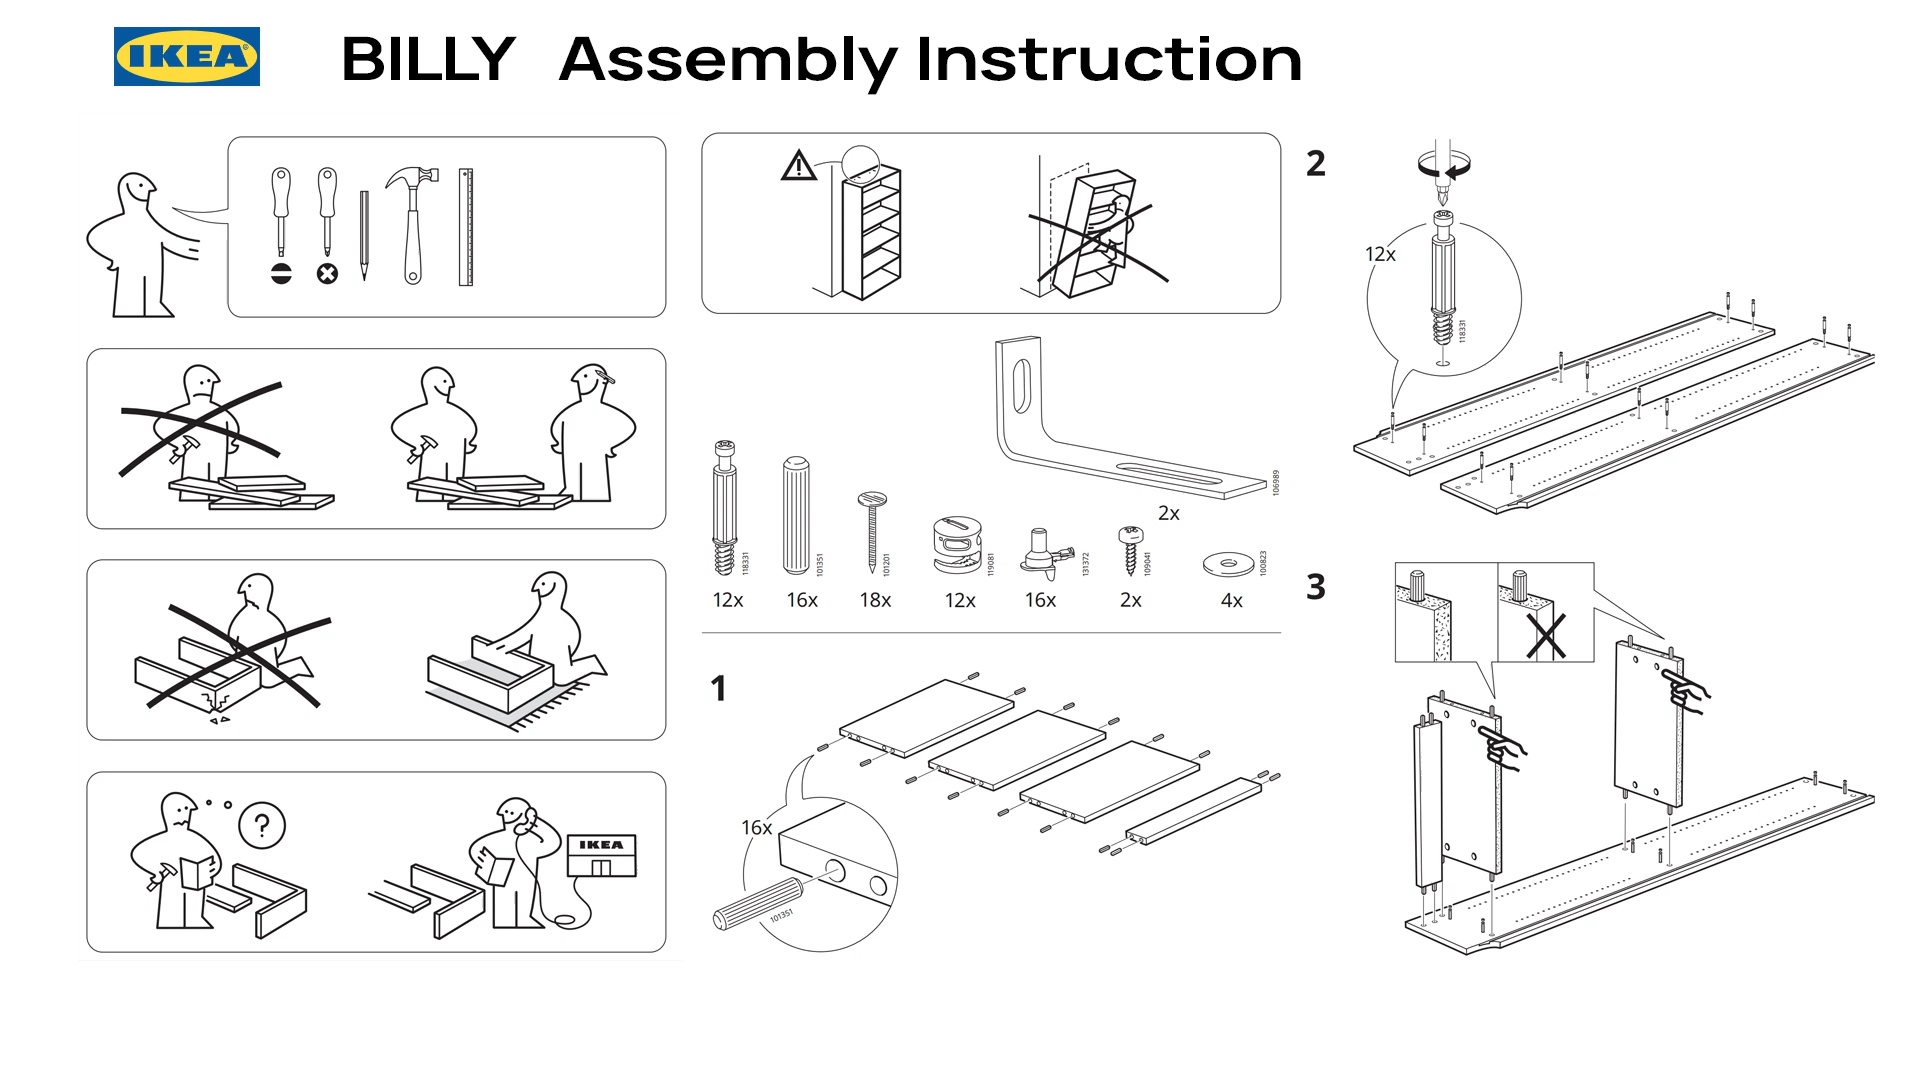 IKEA
BILLY Assembly Instruction
?
IKEA
106989
2x
118331
101351
101201
119081
131372
109041
100823
12x
16x
18x
12x
16x
2x
4x
1
16x
101351
2
12x
118331
3